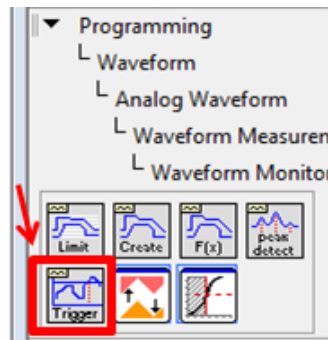 Programming
Waveform
Analog Waveform
Waveform Measuren
Waveform Monitor
Limit
Create
F(x)
peak
detect
Trigger